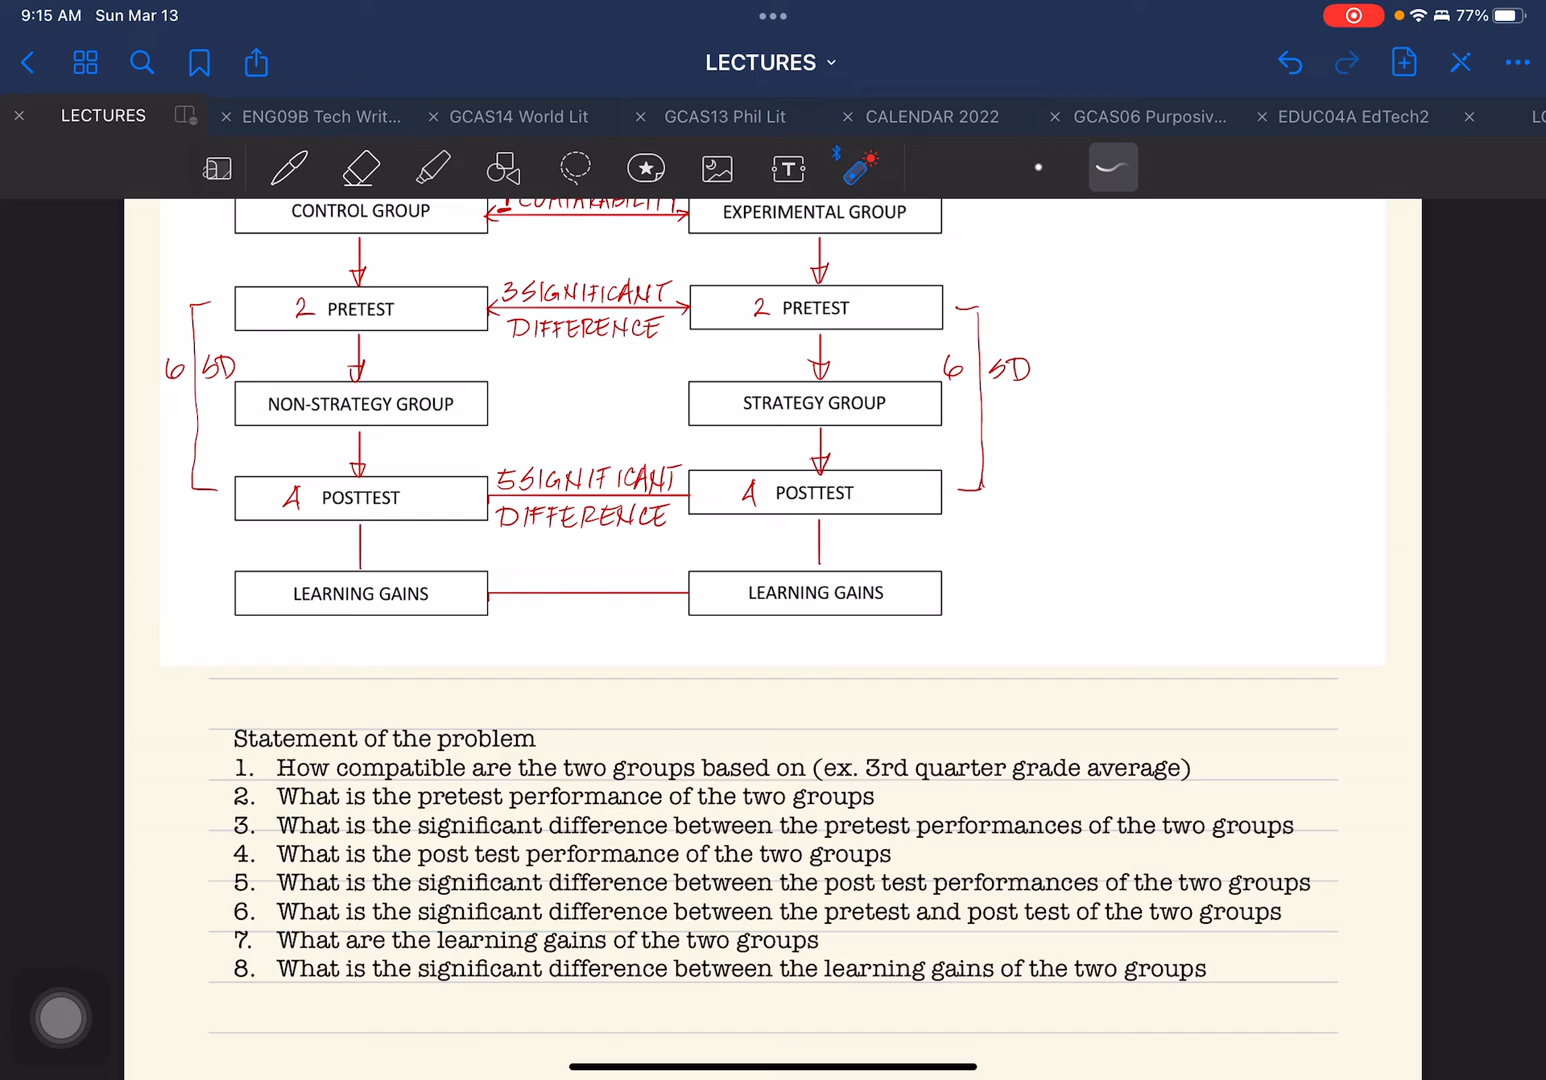 9:15 AM Sun Mar 13
77%
LECTURES
LECTURES
ENG09B Tech Writ...
GCAS14 World Lit
GCAS13 Phil Lit
CALENDAR 2022
GCAS06 Purposiv...
EDUC04A EdTech2
LO
T
1 COMPARABILITY
CONTROL GROUP
EXPERIMENTAL GROUP
3 SIGNIFICANT
DIFFERENCE
2 PRETEST
2 PRETEST
6 SD
6 SD
NON-STRATEGY GROUP
STRATEGY GROUP
5 SIGNIFICANT
DIFFERENCE
4 POSTTEST
4 POSTTEST
LEARNING GAINS
LEARNING GAINS
Statement of the problem
1. How compatible are the two groups based on (ex. 3rd quarter grade average)
2. What is the pretest performance of the two groups
3. What is the significant difference between the pretest performances of the two groups
4. What is the post test performance of the two groups
5. What is the significant difference between the post test performances of the two groups
6. What is the significant difference between the pretest and post test of the two groups
7. What are the learning gains of the two groups
8. What is the significant difference between the learning gains of the two groups